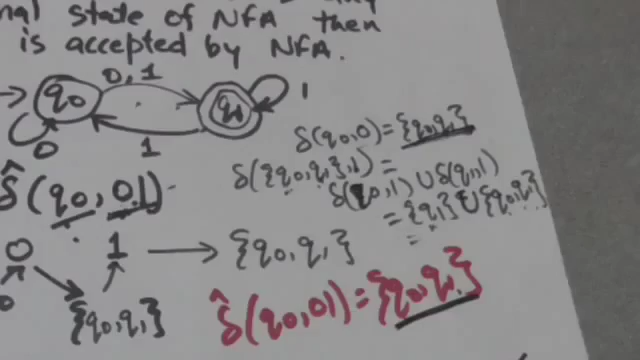 nal state of NFA then
is accepted by NFA.
0,1
q0
q1
1
0
1
δ(q0,0)={q0,q1}
δ({q0,q1},1)=
δ(q0,1) ∪ δ(q1,1)
={q1} ∪ {q0,q1}
=
δ̂(q0,01)
0 1 → {q0,q1}
{q0,q1}
δ̂(q0,01)={q0,q1}